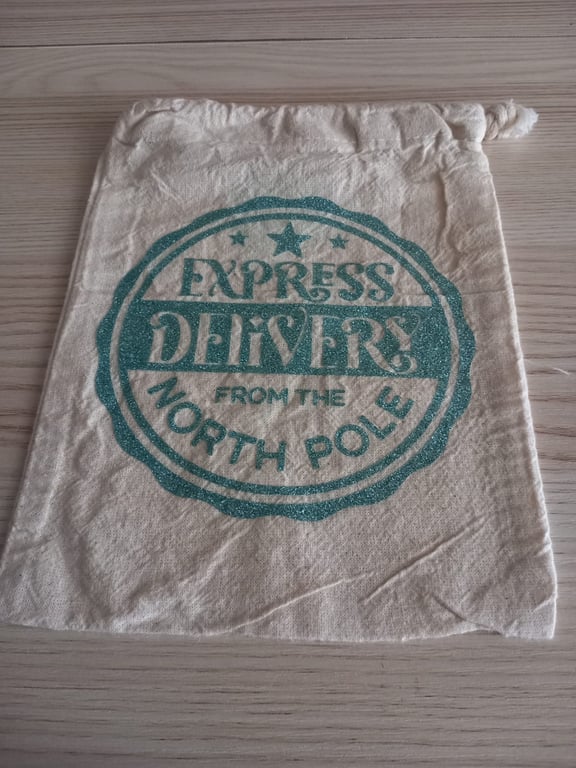 EXPRESS
DELiVERY
FROM THE
NORTH POLE